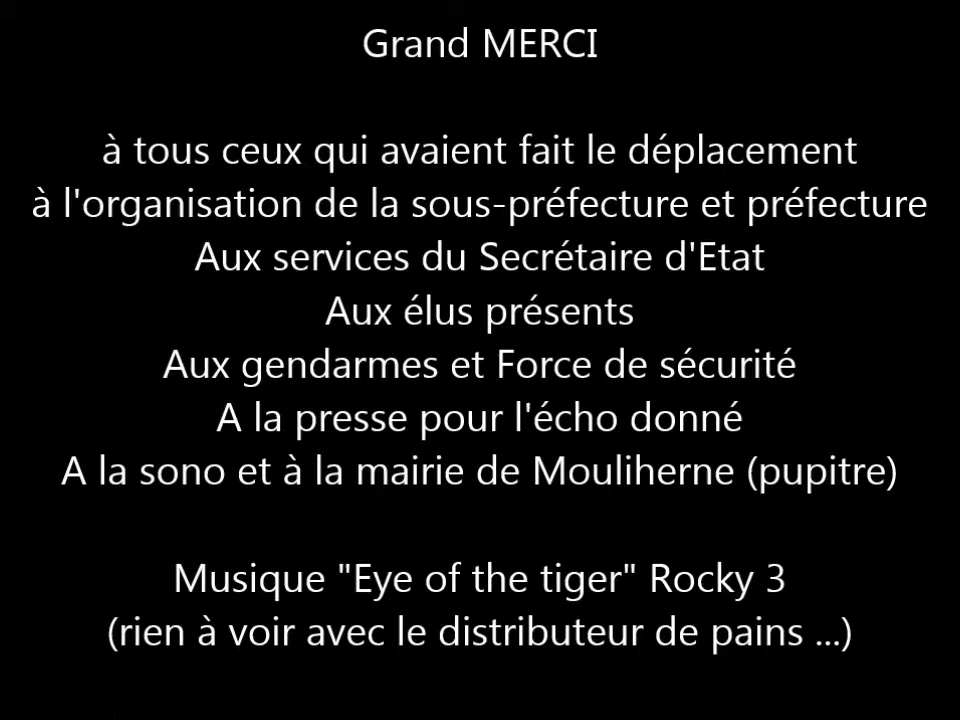 Grand MERCI
à tous ceux qui avaient fait le déplacement
à l'organisation de la sous-préfecture et préfecture
Aux services du Secrétaire d'Etat
Aux élus présents
Aux gendarmes et Force de sécurité
A la presse pour l'écho donné
A la sono et à la mairie de Mouliherne (pupitre)
Musique "Eye of the tiger" Rocky 3
(rien à voir avec le distributeur de pains ...)